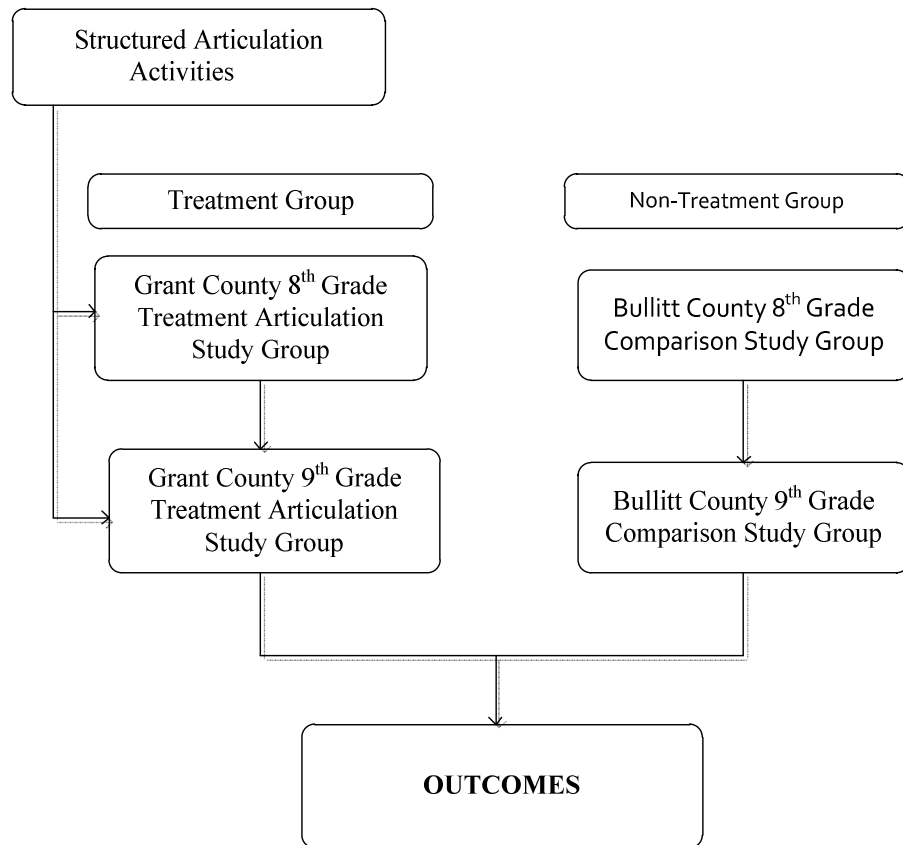 Structured Articulation
Activities
Treatment Group
Non-Treatment Group
Grant County 8th Grade
Treatment Articulation
Study Group
Bullitt County 8th Grade
Comparison Study Group
Grant County 9th Grade
Treatment Articulation
Study Group
Bullitt County 9th Grade
Comparison Study Group
OUTCOMES